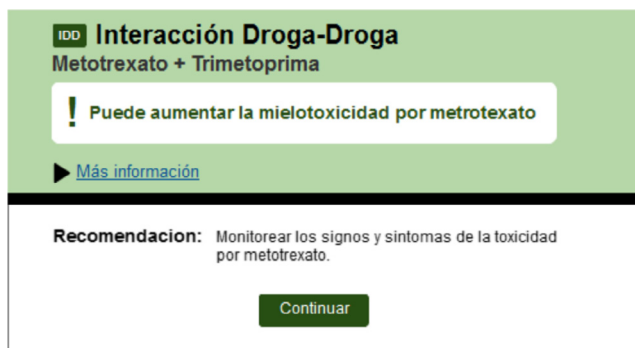 IDD Interacción Droga-Droga
Metotrexato + Trimetoprima
! Puede aumentar la mielotoxicidad por metrotexato
Más información
Recomendacion: Monitorear los signos y sintomas de la toxicidad
por metotrexato.
Continuar